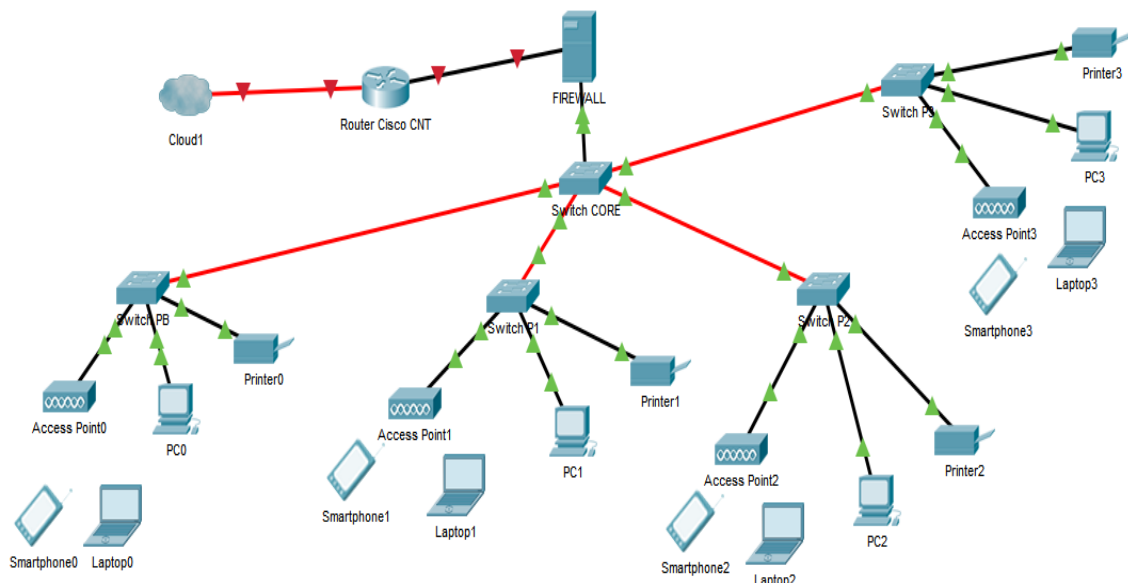 Cloud1
Router Cisco CNT
FIREWALL
Switch CORE
Switch P3
Printer3
PC3
Access Point3
Laptop3
Smartphone3
Switch PB
Printer0
Access Point0
PC0
Smartphone0
Laptop0
Switch P1
Printer1
Access Point1
PC1
Smartphone1
Laptop1
Switch P2
Printer2
Access Point2
PC2
Smartphone2
Laptop2